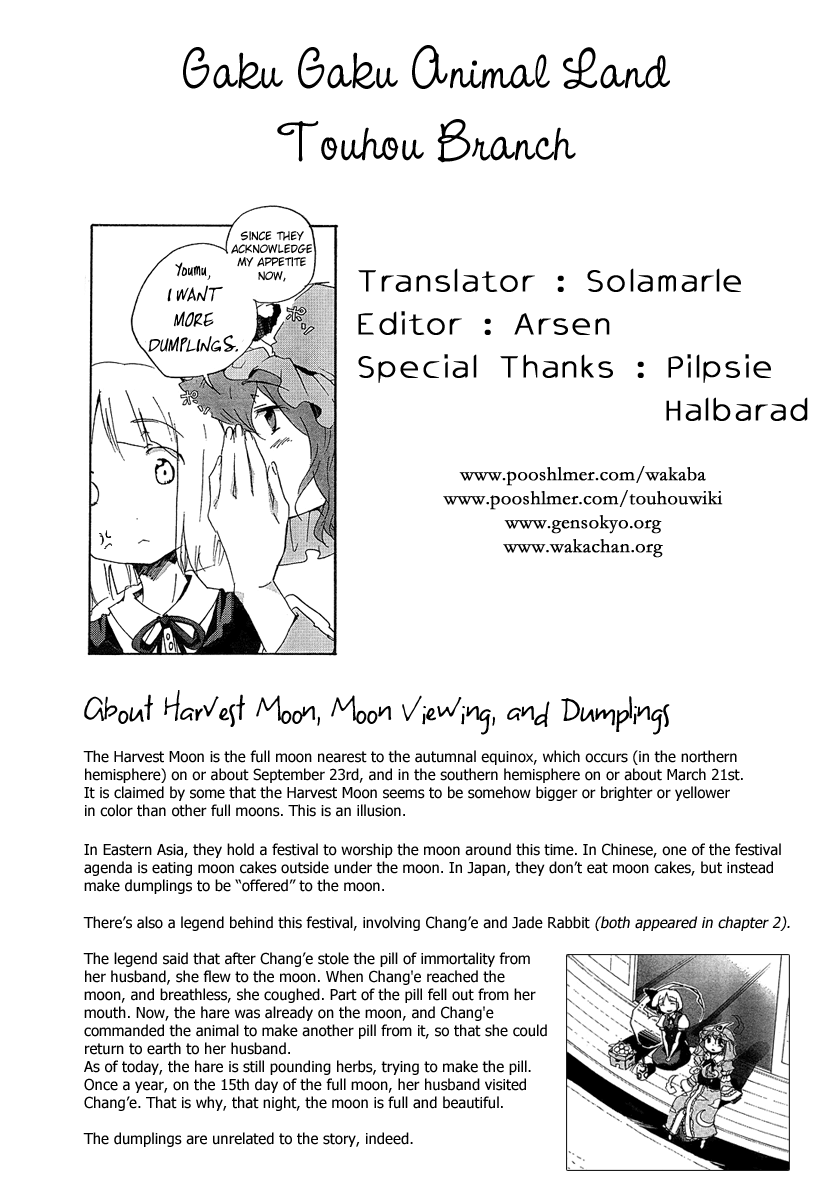 Gaku Gaku Animal Land
Touhou Branch
SINCE THEY
ACKNOWLEDGE
MY APPETITE
NOW,
Youmu,
I WANT
MORE
DUMPLINGS.
ポッ
ポッ
Translator : Solamarle
Editor : Arsen
Special Thanks : Pilpsie
Halbarad
www.pooshlmer.com/wakaba
www.pooshlmer.com/touhouwiki
www.gensokyo.org
www.wakachan.org
About Harvest Moon, Moon Viewing, and Dumplings
The Harvest Moon is the full moon nearest to the autumnal equinox, which occurs (in the northern
hemisphere) on or about September 23rd, and in the southern hemisphere on or about March 21st.
It is claimed by some that the Harvest Moon seems to be somehow bigger or brighter or yellower
in color than other full moons. This is an illusion.
In Eastern Asia, they hold a festival to worship the moon around this time. In Chinese, one of the festival
agenda is eating moon cakes outside under the moon. In Japan, they don’t eat moon cakes, but instead
make dumplings to be “offered” to the moon.
There’s also a legend behind this festival, involving Chang’e and Jade Rabbit (both appeared in chapter 2).
The legend said that after Chang’e stole the pill of immortality from
her husband, she flew to the moon. When Chang'e reached the
moon, and breathless, she coughed. Part of the pill fell out from her
mouth. Now, the hare was already on the moon, and Chang'e
commanded the animal to make another pill from it, so that she could
return to earth to her husband.
As of today, the hare is still pounding herbs, trying to make the pill.
Once a year, on the 15th day of the full moon, her husband visited
Chang’e. That is why, that night, the moon is full and beautiful.
The dumplings are unrelated to the story, indeed.